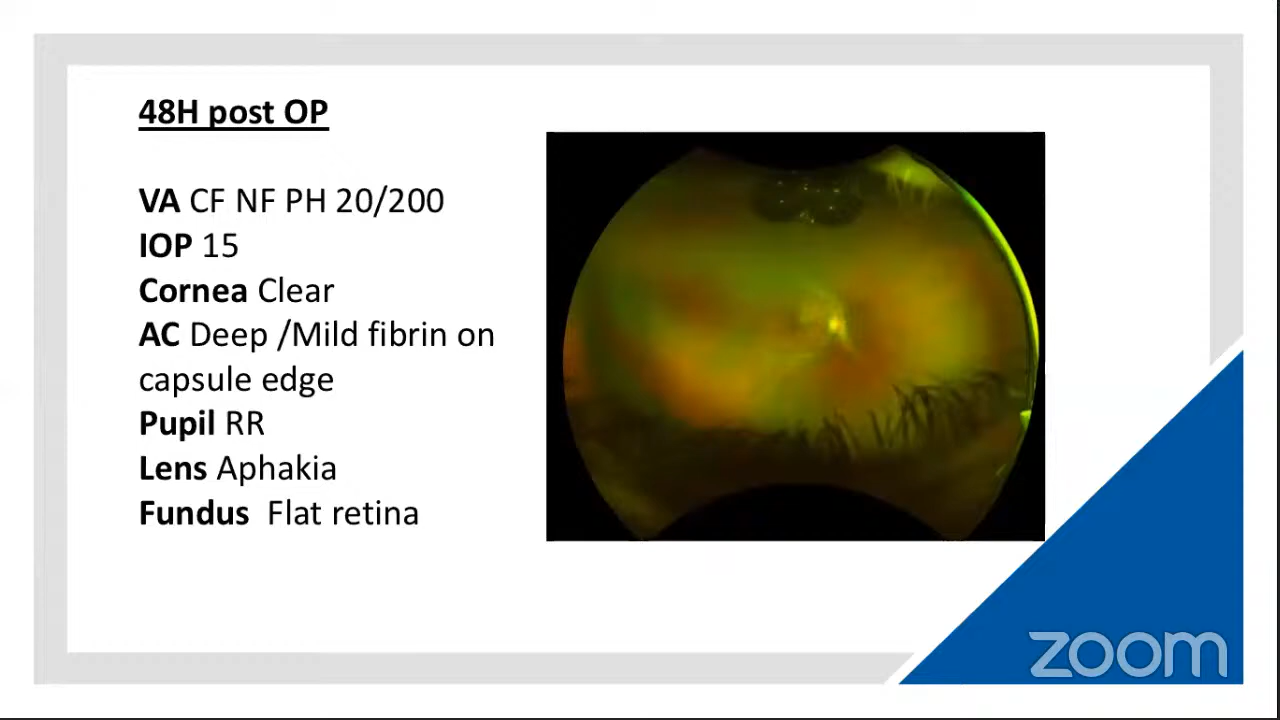 48H post OP
VA CF NF PH 20/200
IOP 15
Cornea Clear
AC Deep /Mild fibrin on
capsule edge
Pupil RR
Lens Aphakia
Fundus  Flat retina
zoom